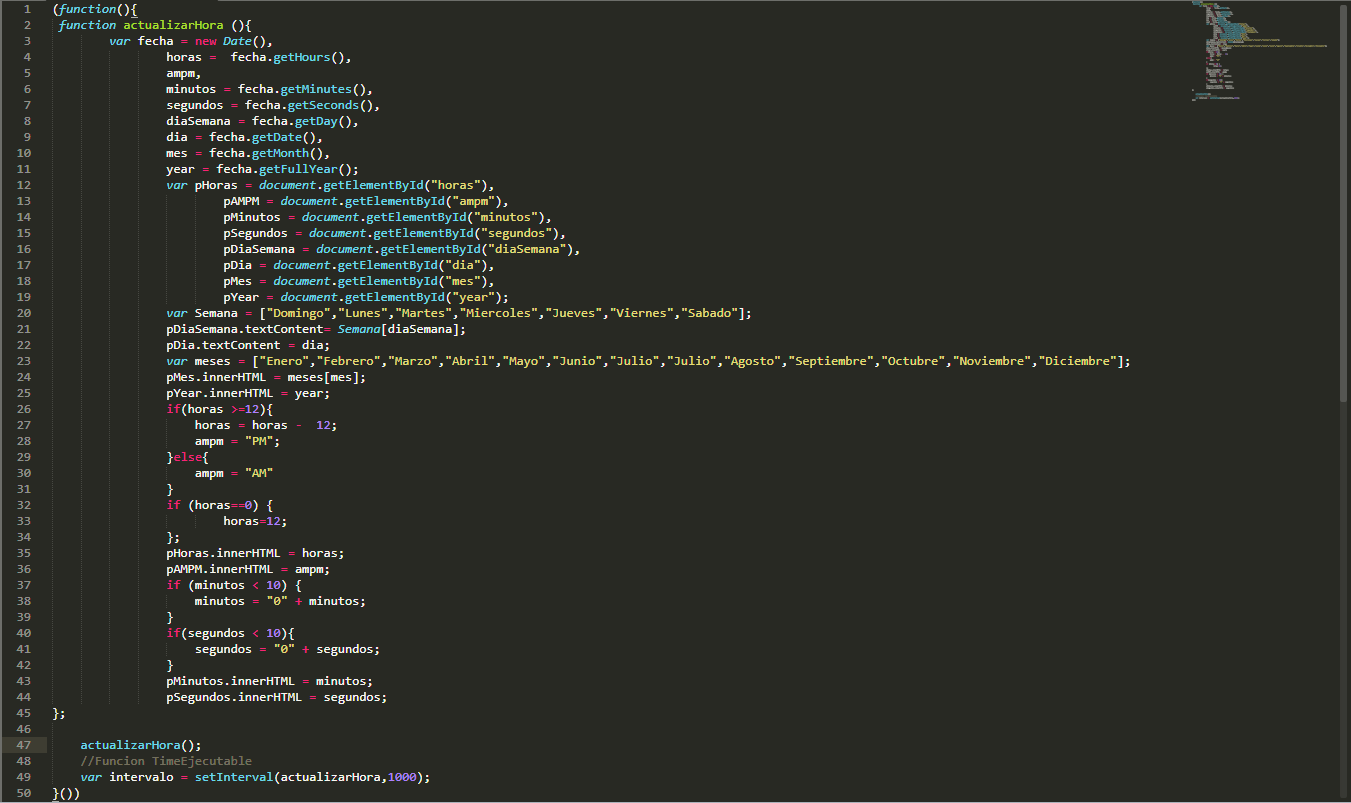 1 (function(){
2 function actualizarHora (){
3 var fecha = new Date(),
4 horas =  fecha.getHours(),
5 ampm,
6 minutos = fecha.getMinutes(),
7 segundos = fecha.getSeconds(),
8 diaSemana = fecha.getDay(),
9 dia = fecha.getDate(),
10 mes = fecha.getMonth(),
11 year = fecha.getFullYear();
12 var pHoras = document.getElementById("horas"),
13 pAMPM = document.getElementById("ampm"),
14 pMinutos = document.getElementById("minutos"),
15 pSegundos = document.getElementById("segundos"),
16 pDiaSemana = document.getElementById("diaSemana"),
17 pDia = document.getElementById("dia"),
18 pMes = document.getElementById("mes"),
19 pYear = document.getElementById("year");
20 var Semana = ["Domingo","Lunes","Martes","Miercoles","Jueves","Viernes","Sabado"];
21 pDiaSemana.textContent= Semana[diaSemana];
22 pDia.textContent = dia;
23 var meses = ["Enero","Febrero","Marzo","Abril","Mayo","Junio","Julio","Julio","Agosto","Septiembre","Octubre","Noviembre","Diciembre"];
24 pMes.innerHTML = meses[mes];
25 pYear.innerHTML = year;
26 if(horas >=12){
27 horas = horas -  12;
28 ampm = "PM";
29 }else{
30 ampm = "AM"
31 }
32 if (horas==0) {
33 horas=12;
34 };
35 pHoras.innerHTML = horas;
36 pAMPM.innerHTML = ampm;
37 if (minutos < 10) {
38 minutos = "0" + minutos;
39 }
40 if(segundos < 10){
41 segundos = "0" + segundos;
42 }
43 pMinutos.innerHTML = minutos;
44 pSegundos.innerHTML = segundos;
45 };
46
47 actualizarHora();
48 //Funcion TimeEjecutable
49 var intervalo = setInterval(actualizarHora,1000);
50 }())